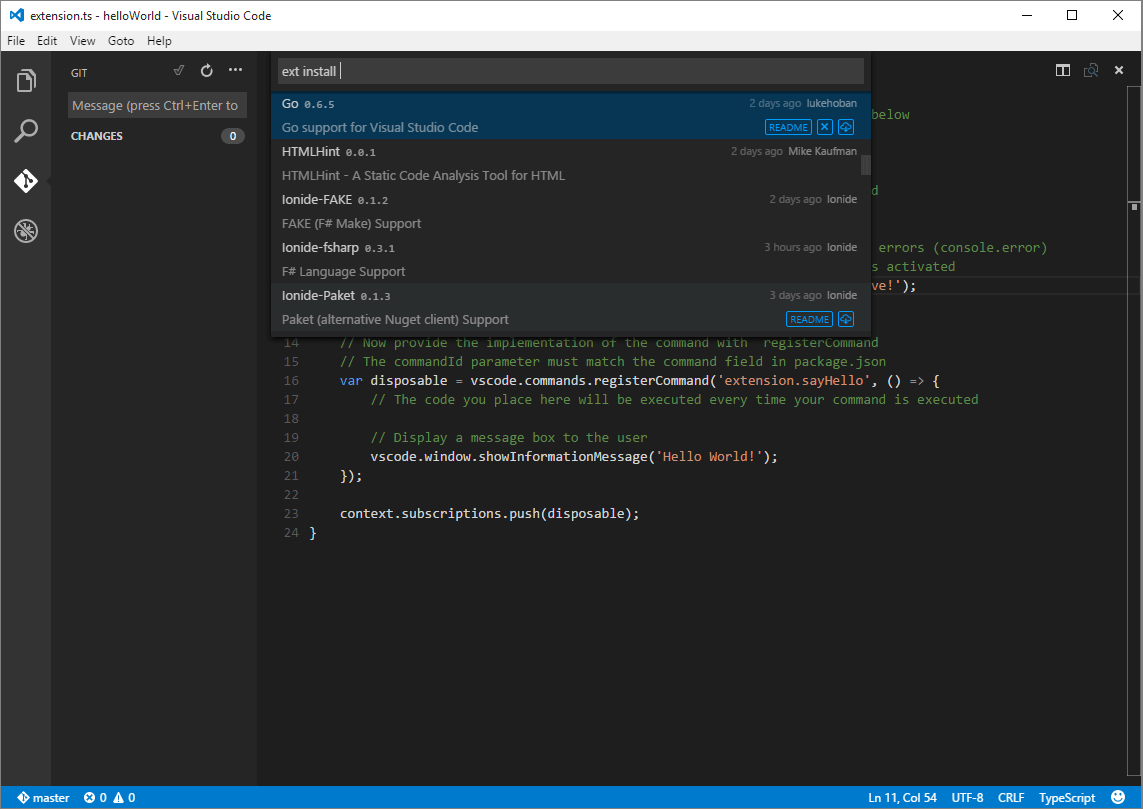 extension.ts - helloWorld - Visual Studio Code
File Edit View Goto Help
GIT
Message (press Ctrl+Enter to
CHANGES 0
ext install
Go 0.6.5 2 days ago lukehoban
Go support for Visual Studio Code README
HTMLHint 0.0.1 2 days ago Mike Kaufman
HTMLHint - A Static Code Analysis Tool for HTML
Ionide-FAKE 0.1.2 2 days ago Ionide
FAKE (F# Make) Support
Ionide-fsharp 0.3.1 3 hours ago Ionide
F# Language Support
Ionide-Paket 0.1.3 3 days ago Ionide
Paket (alternative Nuget client) Support README
below
d
errors (console.error)
s activated
ve!');
14 // Now provide the implementation of the command with registerCommand
15 // The commandId parameter must match the command field in package.json
16 var disposable = vscode.commands.registerCommand('extension.sayHello', () => {
17 // The code you place here will be executed every time your command is executed
18
19 // Display a message box to the user
20 vscode.window.showInformationMessage('Hello World!');
21 });
22
23 context.subscriptions.push(disposable);
24 }
master 0 0 Ln 11, Col 54 UTF-8 CRLF TypeScript